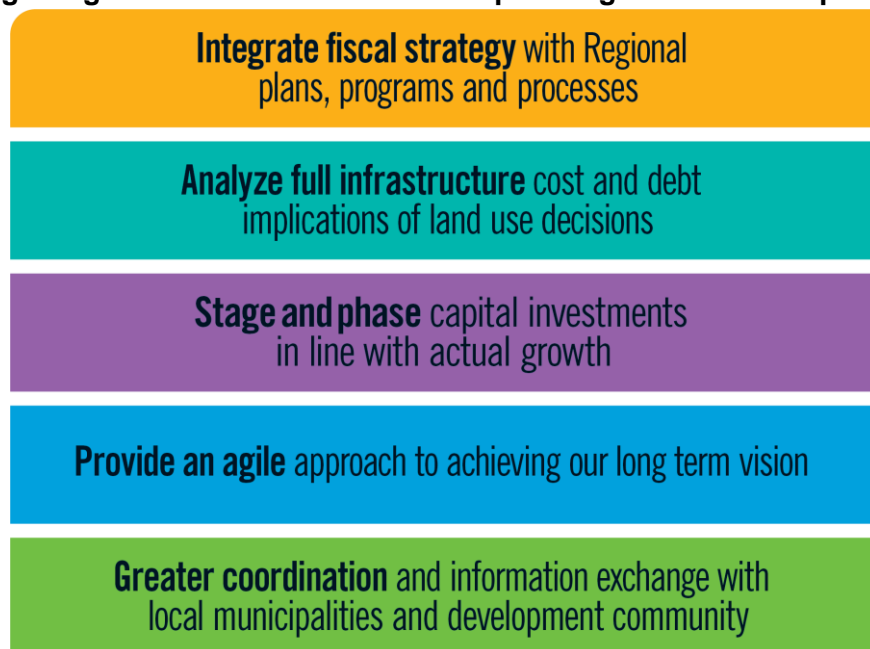 Integrate fiscal strategy with Regional
plans, programs and processes
Analyze full infrastructure cost and debt
implications of land use decisions
Stage and phase capital investments
in line with actual growth
Provide an agile approach to achieving our long term vision
Greater coordination and information exchange with
local municipalities and development community